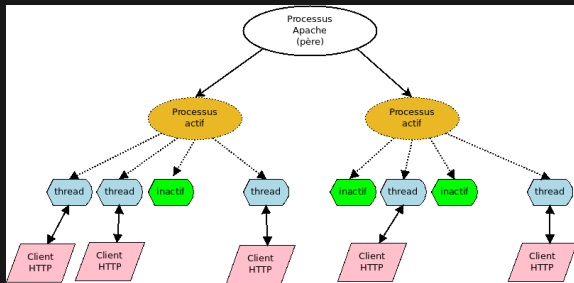 Processus
Apache
(père)
Processus
actif
Processus
actif
thread
thread
inactif
thread
inactif
thread
inactif
thread
Client
HTTP
Client
HTTP
Client
HTTP
Client
HTTP
Client
HTTP